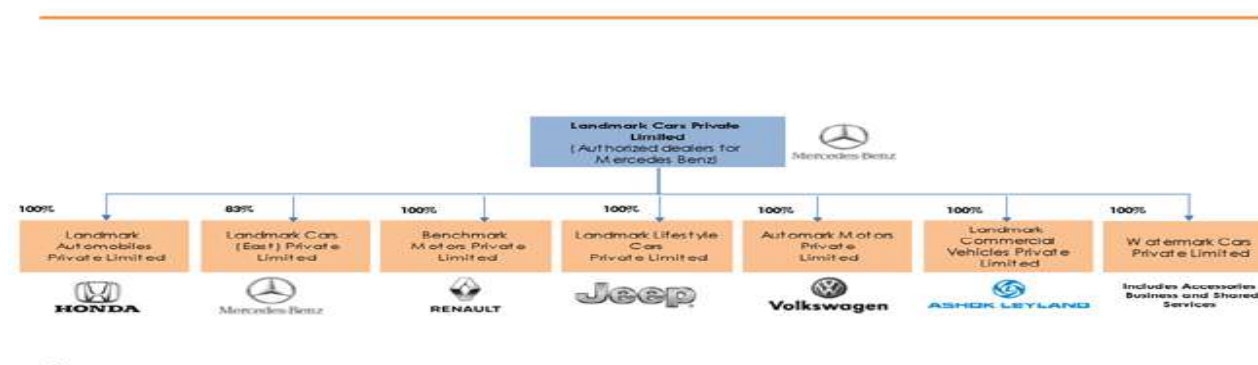 Landmark Cars Private
Limited
(Authorized dealers for
Mercedes Benz)
Mercedes-Benz
100%
83%
100%
100%
100%
100%
100%
Landmark
Automobiles
Private Limited
Landmark Cars
(East) Private
Limited
Benchmark
Motors Private
Limited
Landmark Lifestyle
Cars
Private Limited
Automark Motors
Private
Limited
Landmark
Commercial
Vehicles Private
Limited
Watermark Cars
Private Limited
HONDA
Mercedes-Benz
RENAULT
Jeep
Volkswagen
ASHOK LEYLAND
Includes Accessories
Business and Shared
Services